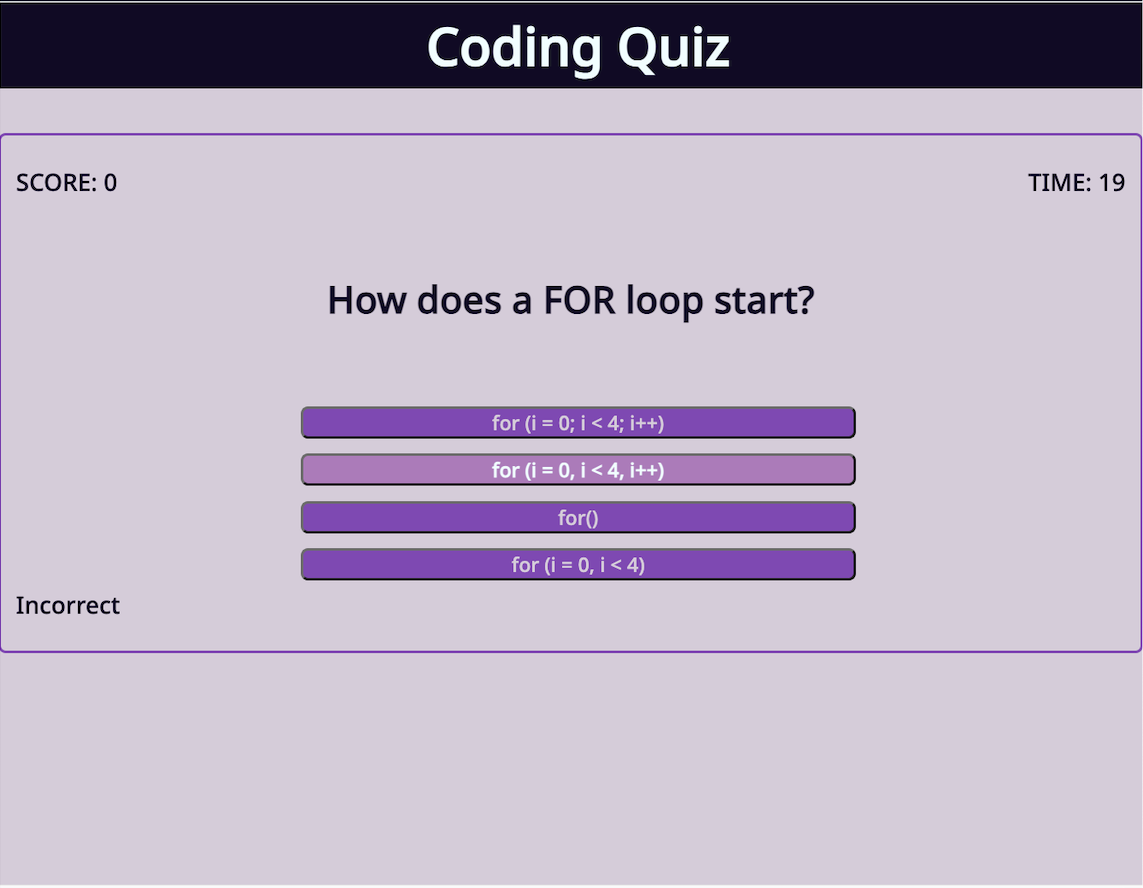 Coding Quiz
SCORE: 0
TIME: 19
How does a FOR loop start?
for (i = 0; i < 4; i++)
for (i = 0, i < 4, i++)
for()
for (i = 0, i < 4)
Incorrect